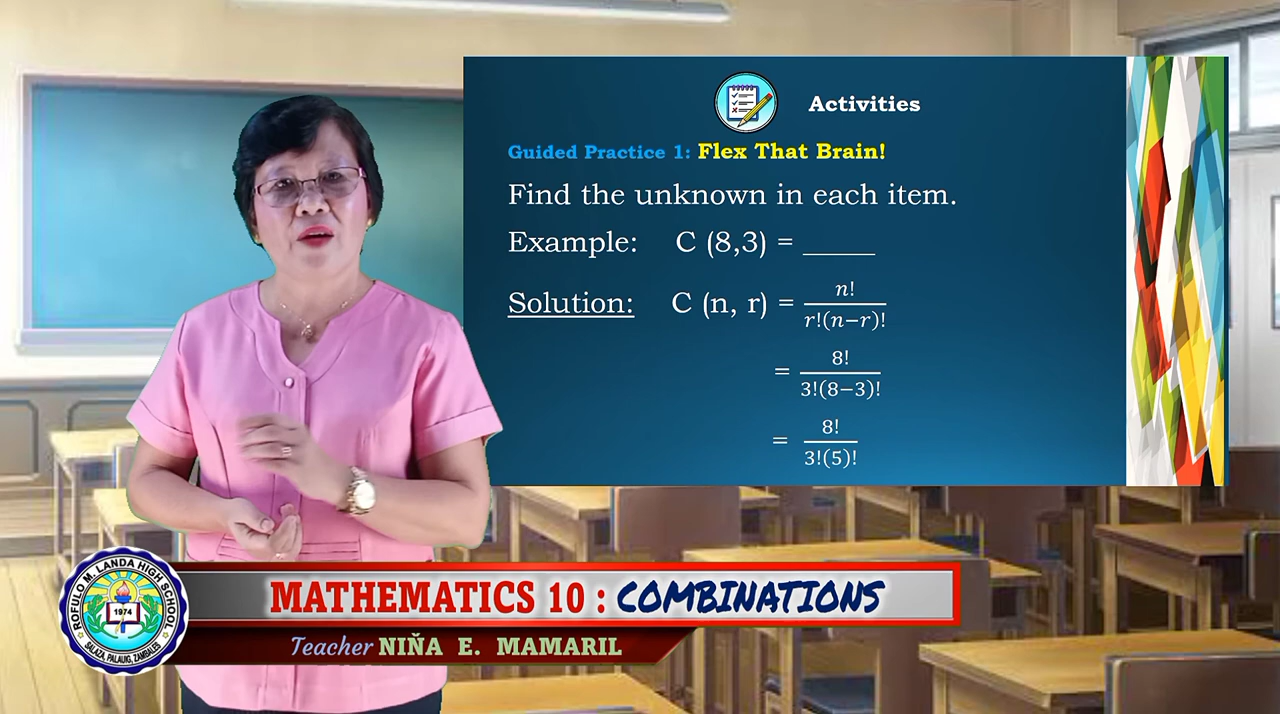 Activities
Guided Practice 1: Flex That Brain!
Find the unknown in each item.
Example: C (8,3) = _____
Solution: C (n, r) = n!/r!(n−r)!
= 8!/3!(8−3)!
= 8!/3!(5)!
ROFULO M. LANDA HIGH SCHOOL
1974
SALAZA, PALAUIG, ZAMBALES
MATHEMATICS 10 : COMBINATIONS
Teacher NIÑA E. MAMARIL